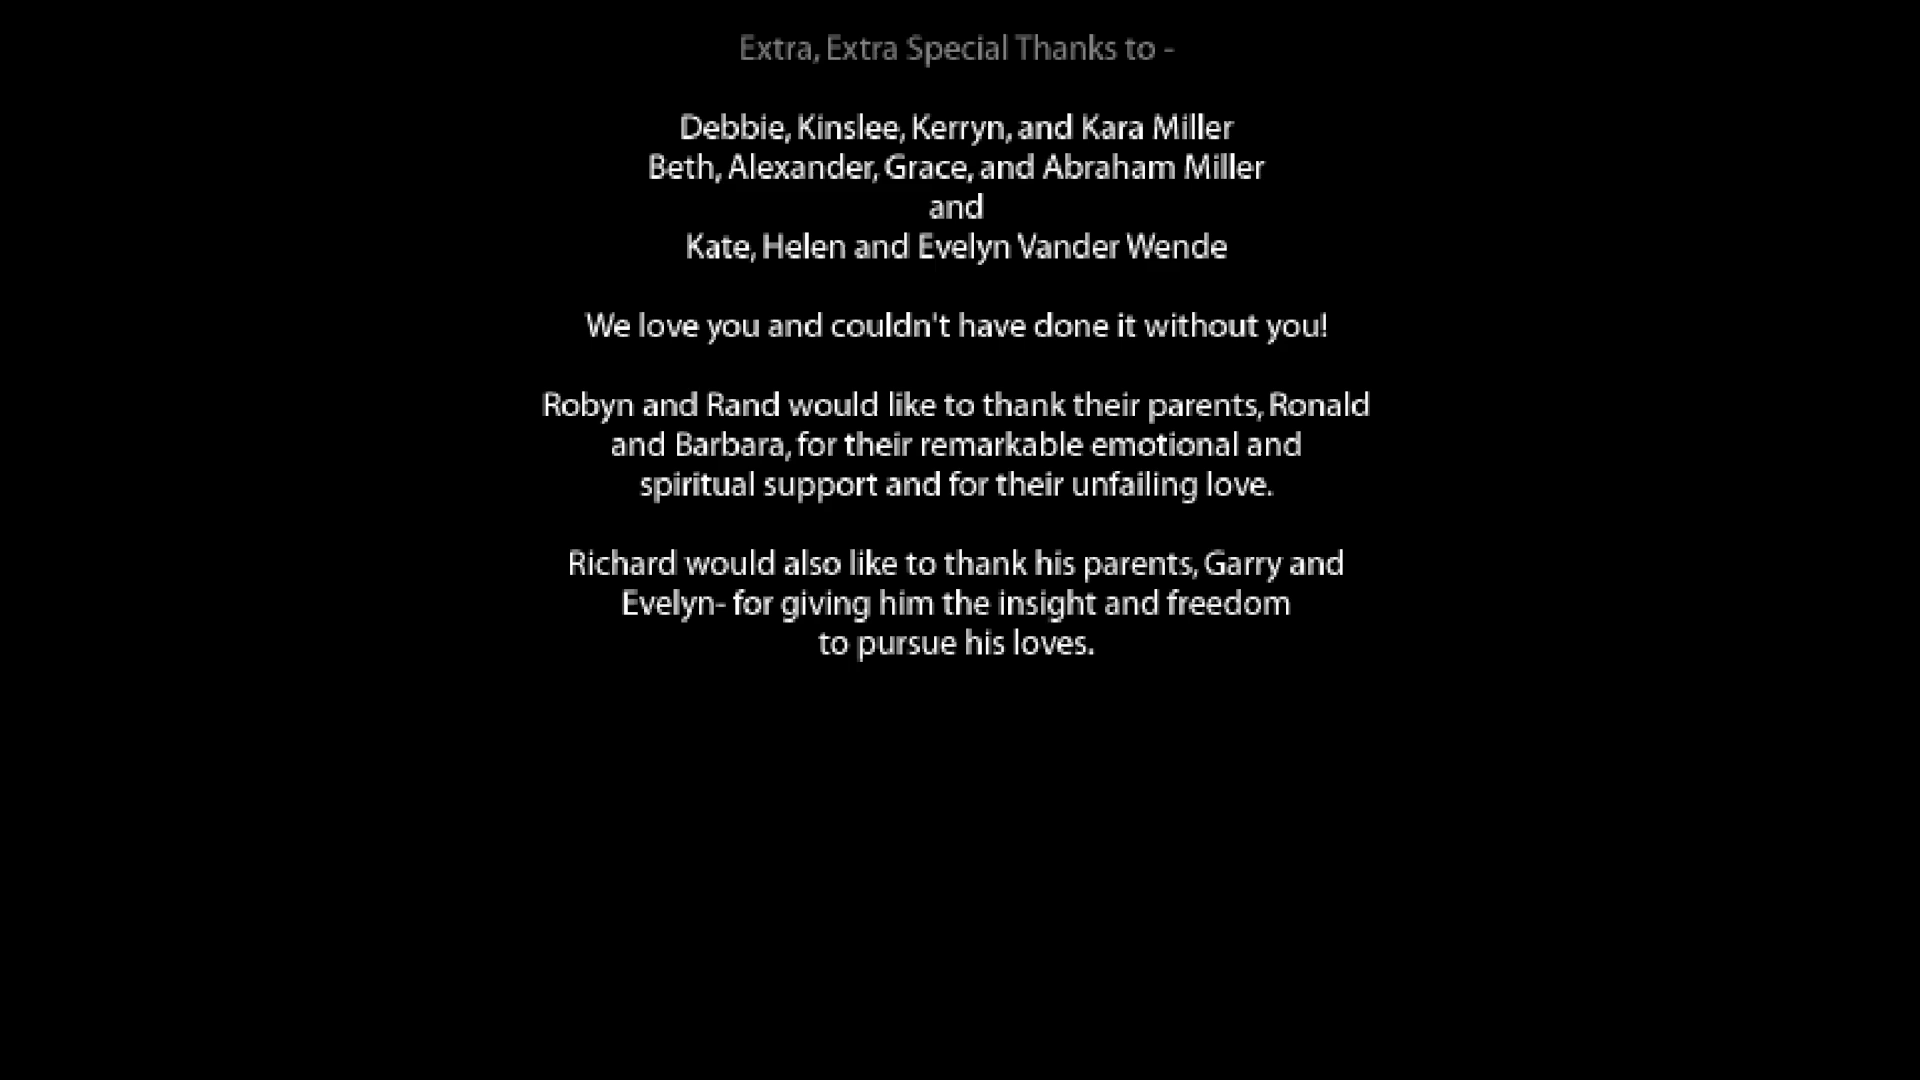 Extra, Extra Special Thanks to -
Debbie, Kinslee, Kerryn, and Kara Miller
Beth, Alexander, Grace, and Abraham Miller
and
Kate, Helen and Evelyn Vander Wende
We love you and couldn't have done it without you!
Robyn and Rand would like to thank their parents, Ronald
and Barbara, for their remarkable emotional and
spiritual support and for their unfailing love.
Richard would also like to thank his parents, Garry and
Evelyn- for giving him the insight and freedom
to pursue his loves.